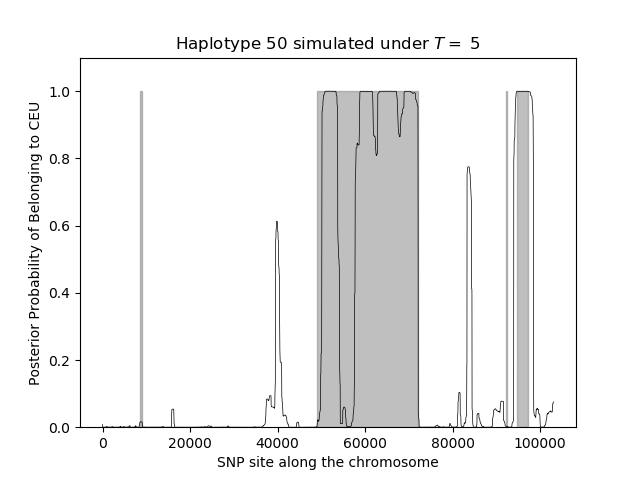 Haplotype 50 simulated under T = 5
Posterior Probability of Belonging to CEU
1.0
0.8
0.6
0.4
0.2
0.0
0 20000 40000 60000 80000 100000
SNP site along the chromosome